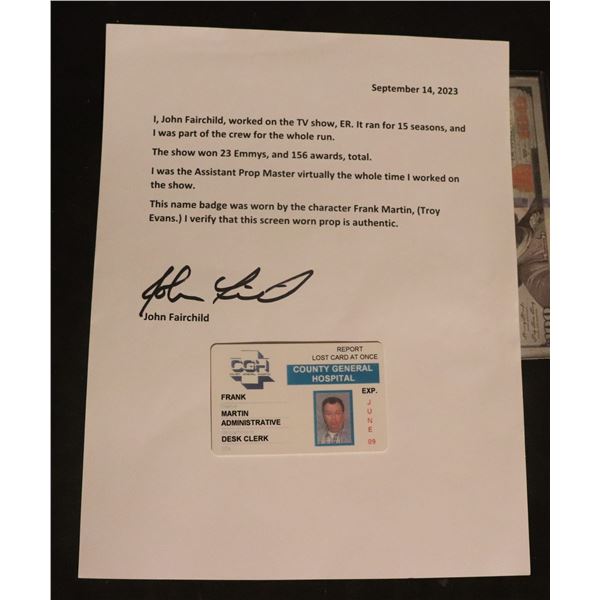 September 14, 2023
I, John Fairchild, worked on the TV show, ER. It ran for 15 seasons, and
I was part of the crew for the whole run.
The show won 23 Emmys, and 156 awards, total.
I was the Assistant Prop Master virtually the whole time I worked on
the show.
This name badge was worn by the character Frank Martin, (Troy
Evans.) I verify that this screen worn prop is authentic.
John Fairchild
REPORT
LOST CARD AT ONCE
CGH
COUNTY GENERAL
HOSPITAL
FRANK
MARTIN
ADMINISTRATIVE
DESK CLERK
EXP.
JUNE
09
100